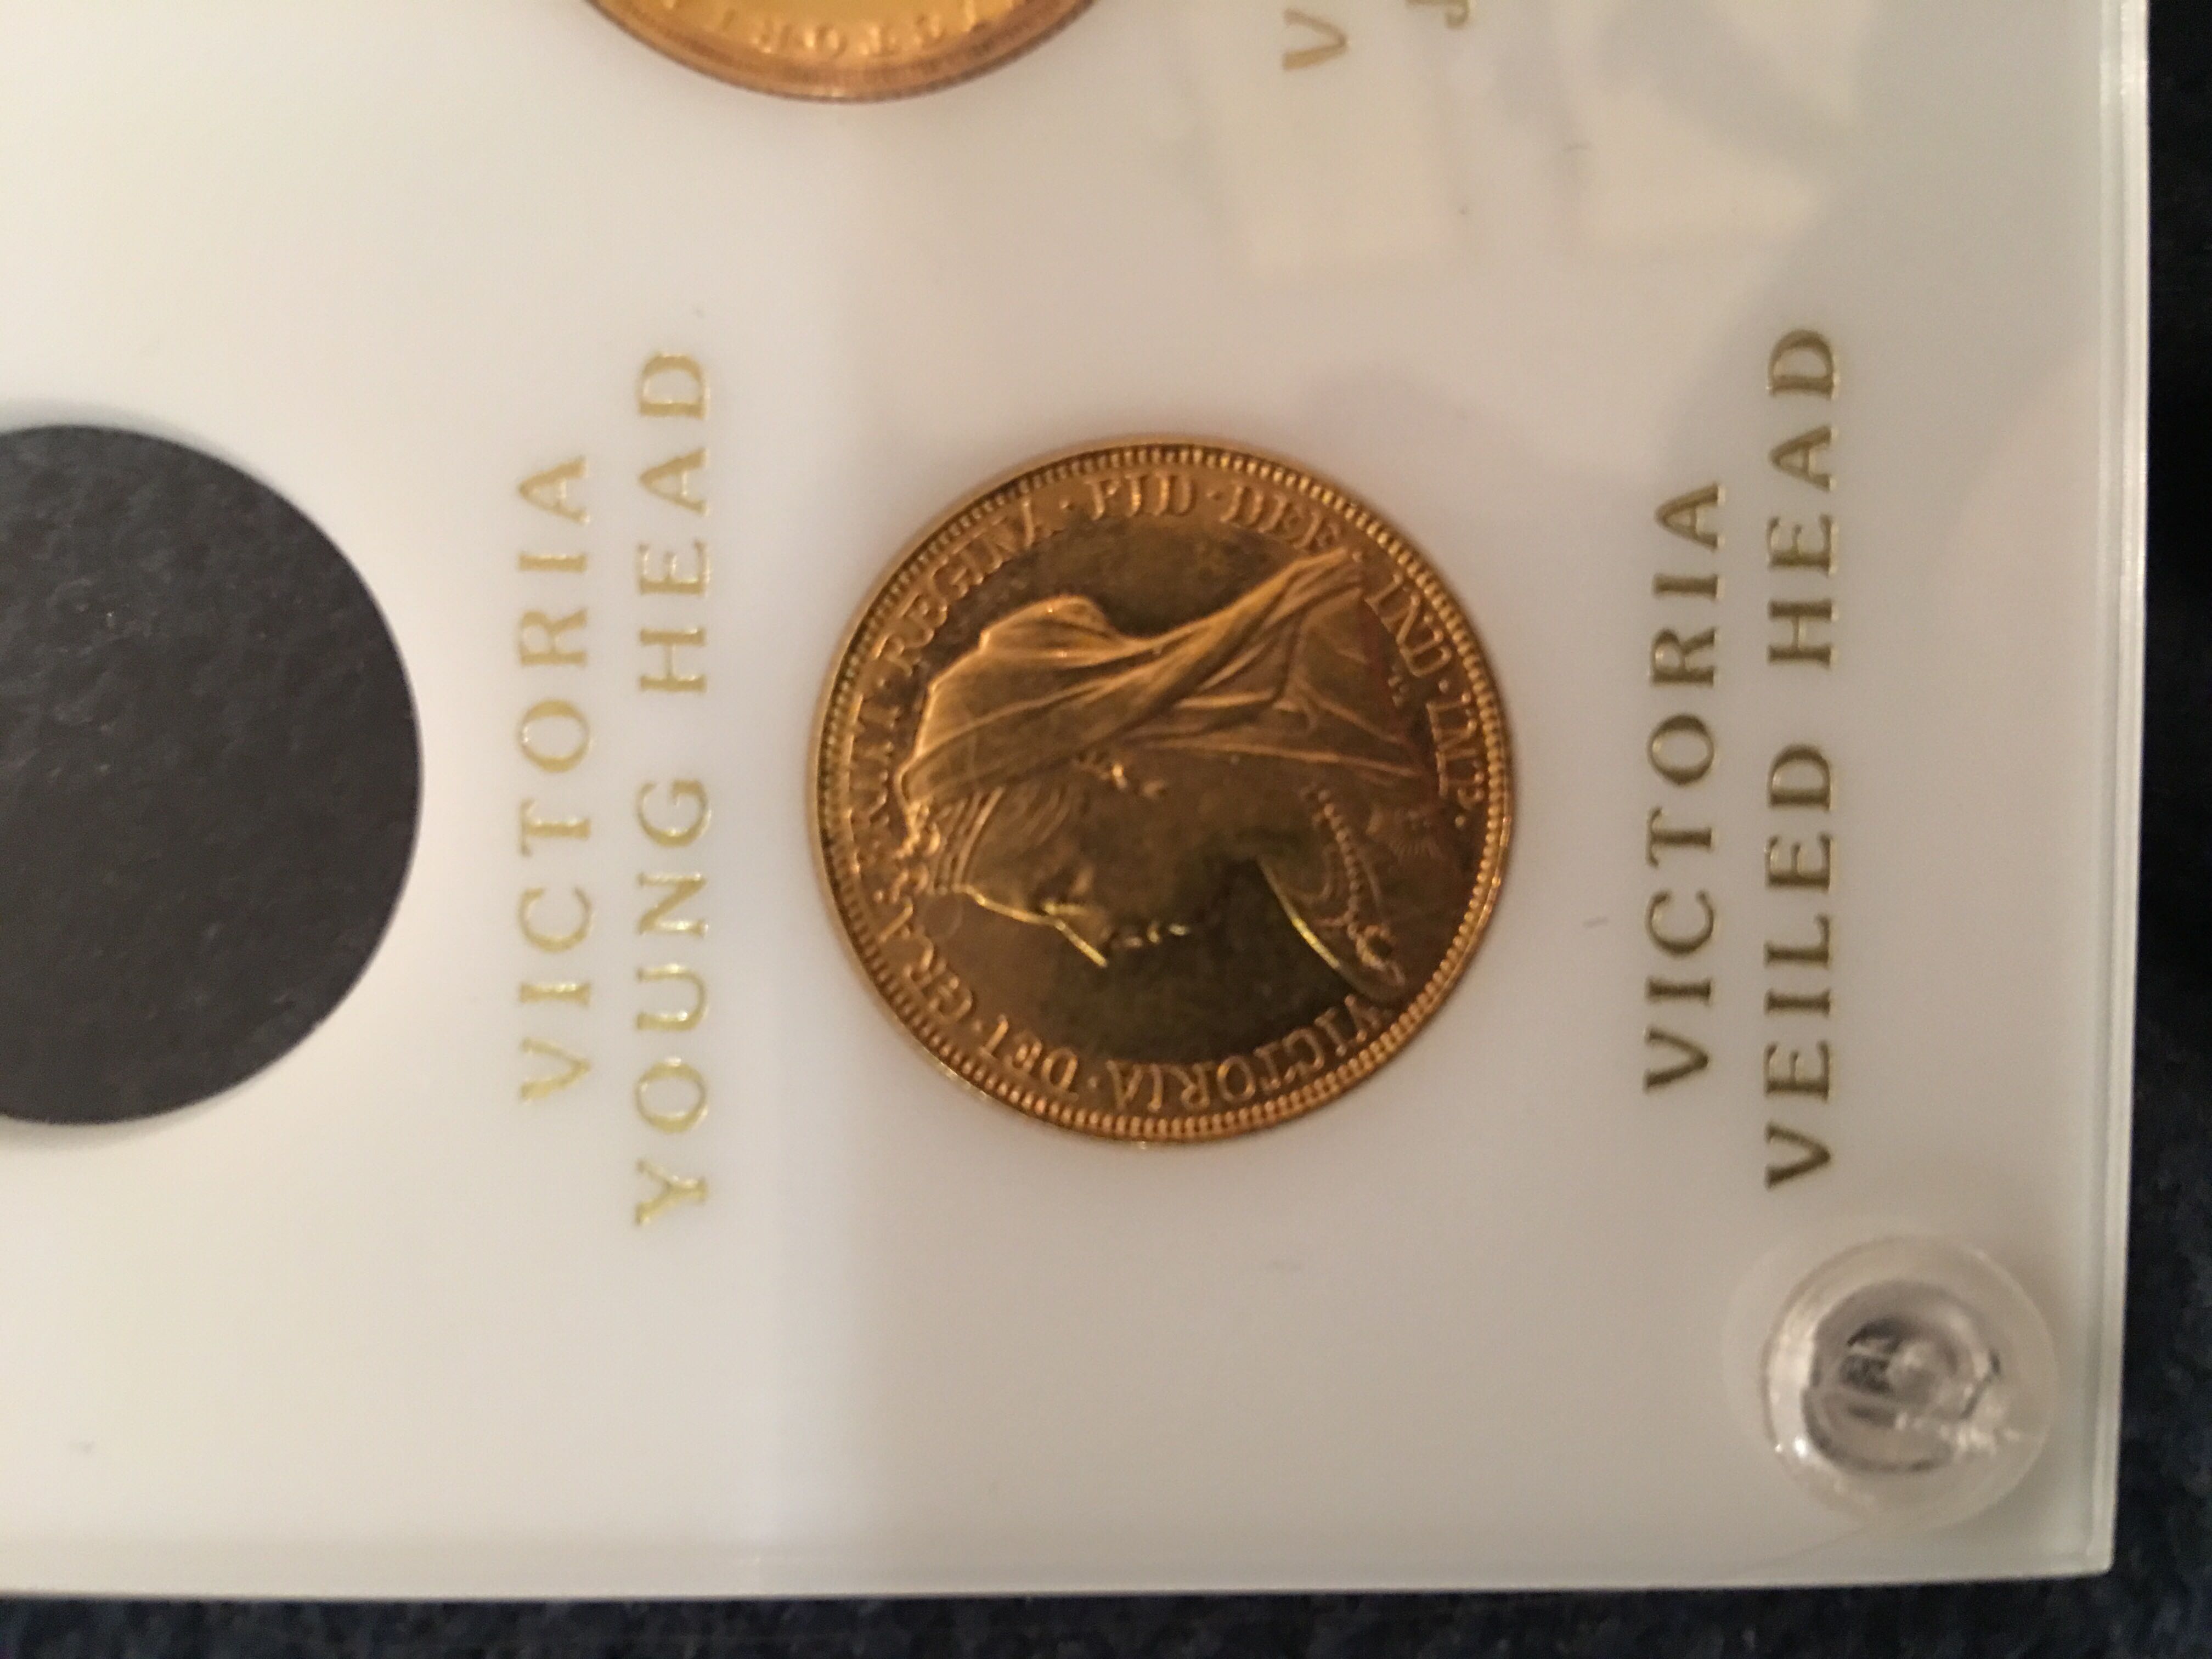 VICTORIA
YOUNG HEAD
VICTORIA·DEI·GRA·BRITT·REGINA·FID·DEF·IND·IMP·
VICTORIA
VEILED HEAD